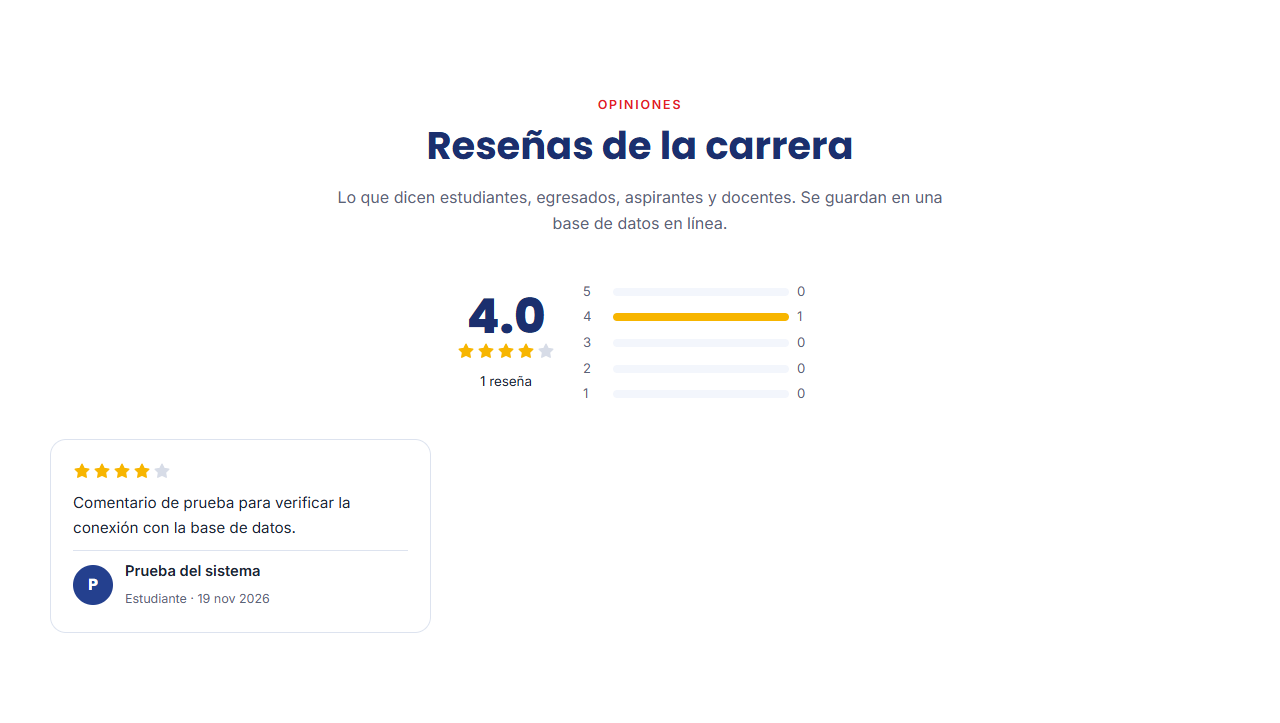 OPINIONES
Reseñas de la carrera
Lo que dicen estudiantes, egresados, aspirantes y docentes. Se guardan en una
base de datos en línea.
4.0
1 reseña
5 0
4 1
3 0
2 0
1 0
Comentario de prueba para verificar la
conexión con la base de datos.
P
Prueba del sistema
Estudiante · 19 nov 2026